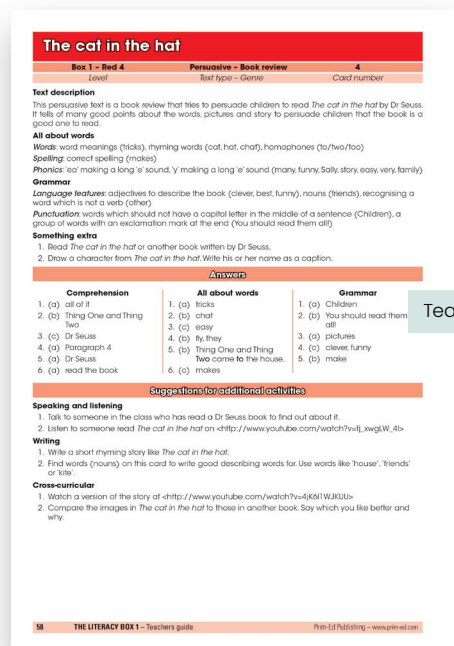 The cat in the hat
Box 1 – Red 4 Persuasive – Book review 4
Level Text type – Genre Card number
Text description
This persuasive text is a book review that tries to persuade children to read The cat in the hat by Dr Seuss.
It tells of many good points about the words, pictures and story to persuade children that the book is a
good one to read.
All about words
Words: word meanings (tricks), rhyming words (cat, hat, chat), homophones (to/two/too)
Spelling: correct spelling (makes)
Phonics: 'ea' making a long 'e' sound, 'y' making a long 'e' sound (many, funny, Sally, story, easy, very, family)
Grammar
Language features: adjectives to describe the book (clever, best, funny), nouns (friends), recognising a
word which is not a verb (other)
Punctuation: words which should not have a capital letter in the middle of a sentence (Children), a
group of words with an exclamation mark at the end (You should read them all!)
Something extra
1. Read The cat in the hat or another book written by Dr Seuss.
2. Draw a character from The cat in the hat. Write his or her name as a caption.
Answers
Comprehension
1. (a) all of it
2. (b) Thing One and Thing
Two
3. (c) Dr Seuss
4. (a) Paragraph 4
5. (a) Dr Seuss
6. (a) read the book
All about words
1. (a) tricks
2. (b) chat
3. (c) easy
4. (b) fly, they
5. (b) Thing One and Thing
Two came to the house.
6. (c) makes
Grammar
1. (a) Children
2. (b) You should read them
all!
3. (a) pictures
4. (c) clever, funny
5. (b) make
Tea
Suggestions for additional activities
Speaking and listening
1. Talk to someone in the class who has read a Dr Seuss book to find out about it.
2. Listen to someone read The cat in the hat on <http://www.youtube.com/watch?v=fj_xwgLW_4I>
Writing
1. Write a short rhyming story like The cat in the hat.
2. Find words (nouns) on this card to write good describing words for. Use words like 'house', 'friends'
or 'kite'.
Cross-curricular
1. Watch a version of the story at <http://www.youtube.com/watch?v=4jK6I1WJKUU>
2. Compare the images in The cat in the hat to those in another book. Say which you like better and
why.
58 THE LITERACY BOX 1 – Teachers guide Prim-Ed Publishing – www.prim-ed.com